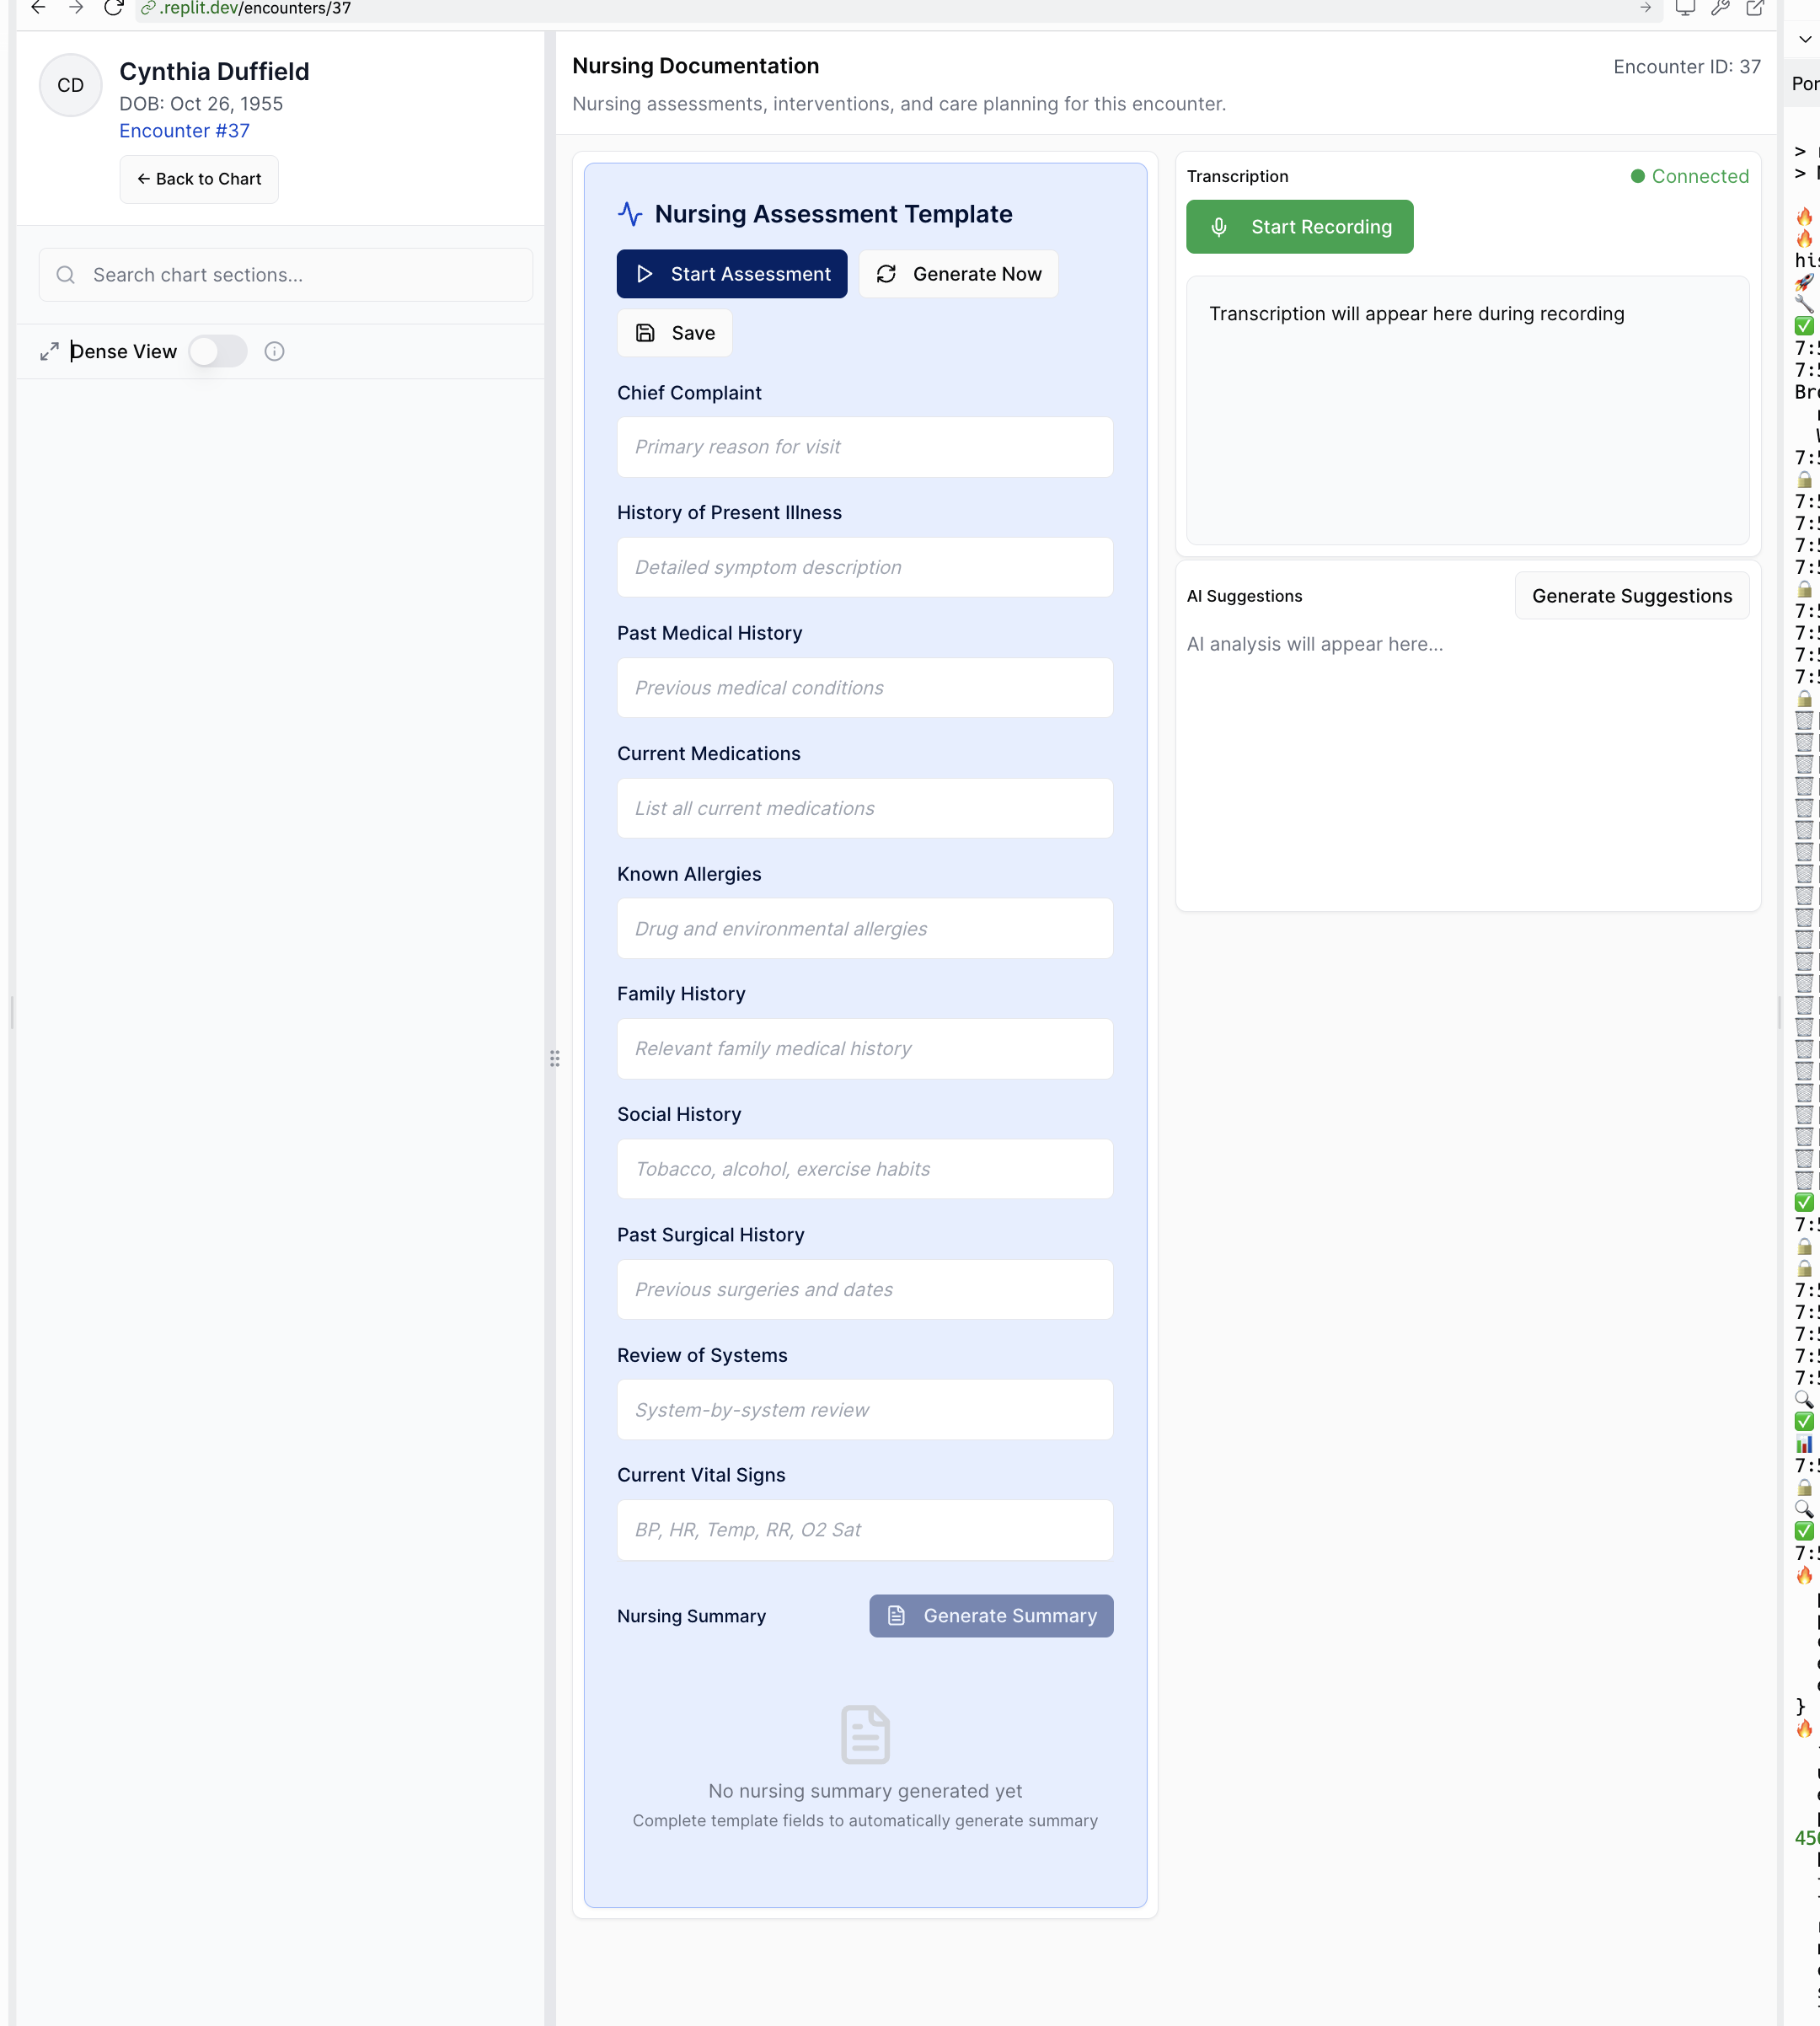 .replit.dev/encounters/37
CD
Cynthia Duffield
DOB: Oct 26, 1955
Encounter #37
← Back to Chart
Search chart sections...
Dense View
Nursing Documentation
Encounter ID: 37
Nursing assessments, interventions, and care planning for this encounter.
Nursing Assessment Template
Start Assessment
Generate Now
Save
Chief Complaint
Primary reason for visit
History of Present Illness
Detailed symptom description
Past Medical History
Previous medical conditions
Current Medications
List all current medications
Known Allergies
Drug and environmental allergies
Family History
Relevant family medical history
Social History
Tobacco, alcohol, exercise habits
Past Surgical History
Previous surgeries and dates
Review of Systems
System-by-system review
Current Vital Signs
BP, HR, Temp, RR, O2 Sat
Nursing Summary
Generate Summary
No nursing summary generated yet
Complete template fields to automatically generate summary
Transcription
Connected
Start Recording
Transcription will appear here during recording
AI Suggestions
Generate Suggestions
AI analysis will appear here...